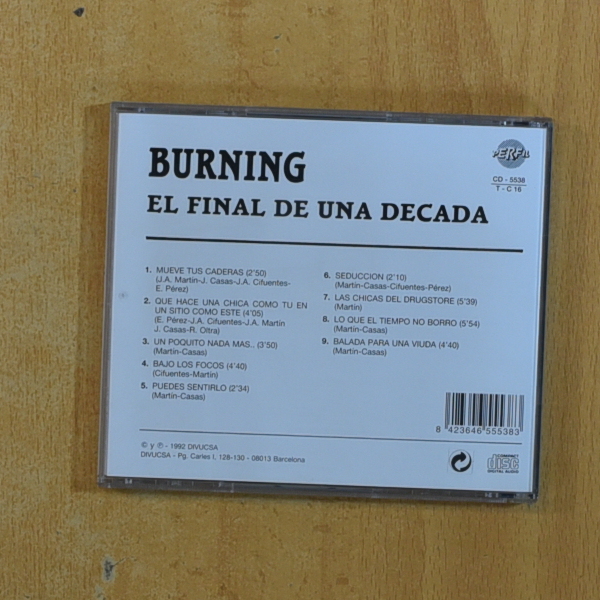 BURNING
EL FINAL DE UNA DECADA
PERFIL
CD - 5538
T - C 16
1. MUEVE TUS CADERAS (2'50)
(J.A. Martín-J. Casas-J.A. Cifuentes-
E. Pérez)
2. QUE HACE UNA CHICA COMO TU EN
UN SITIO COMO ESTE (4'05)
(E. Pérez-J.A. Cifuentes-J.A. Martín
J. Casas-R. Oltra)
3. UN POQUITO NADA MAS.. (3'50)
(Martín-Casas)
4. BAJO LOS FOCOS (4'40)
(Cifuentes-Martín)
5. PUEDES SENTIRLO (2'34)
(Martín-Casas)
6. SEDUCCION (2'10)
(Martín-Casas-Cifuentes-Pérez)
7. LAS CHICAS DEL DRUGSTORE (5'39)
(Martín)
8. LO QUE EL TIEMPO NO BORRO (5'54)
(Martín-Casas)
9. BALADA PARA UNA VIUDA (4'40)
(Martín-Casas)
8 423646 555383
© y ℗ - 1992 DIVUCSA
DIVUCSA - Pg. Carles I, 128-130 - 08013 Barcelona
COMPACT
disc
DIGITAL AUDIO